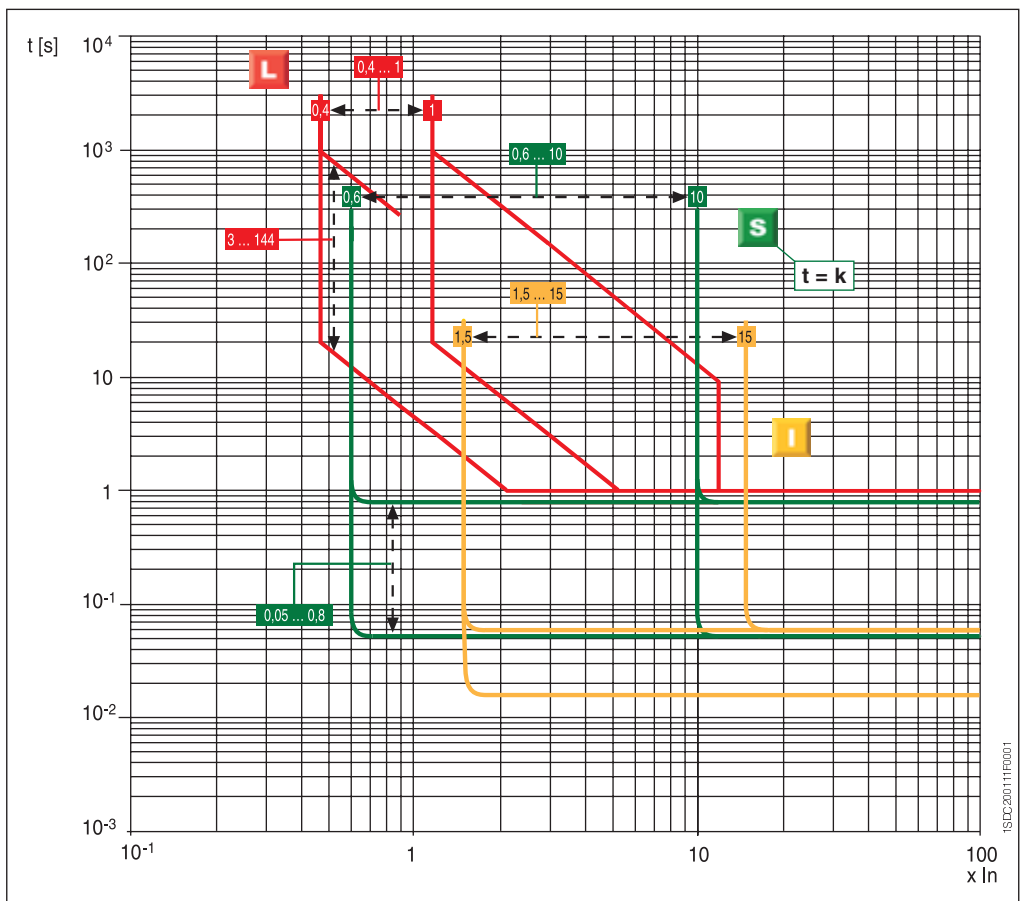 t [s]
10⁴
L
0,4 ... 1
0,4
1
10³
0,6 ... 10
0,6
10
S
3 ... 144
10²
t = k
1,5 ... 15
1,5
15
10
I
1
10⁻¹
0,05 ... 0,8
10⁻²
10⁻³
10⁻¹
1
10
100
x In
1SDC200111F0001